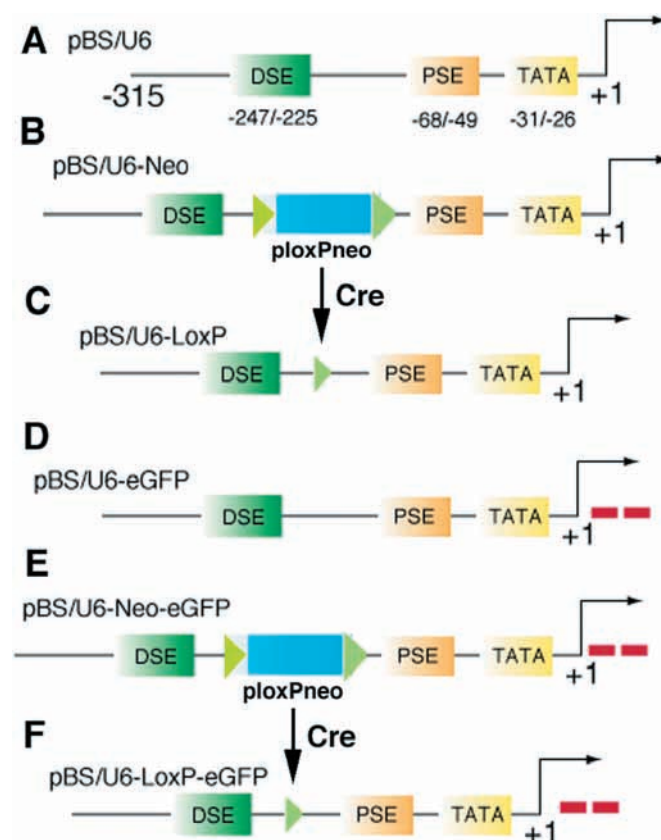 A
pBS/U6
DSE PSE TATA
-315 +1
-247/-225 -68/-49 -31/-26
B
pBS/U6-Neo
DSE PSE TATA
+1
ploxPneo
Cre
C
pBS/U6-LoxP
DSE PSE TATA
+1
D
pBS/U6-eGFP
DSE PSE TATA
+1
E
pBS/U6-Neo-eGFP
DSE PSE TATA
+1
ploxPneo
Cre
F
pBS/U6-LoxP-eGFP
DSE PSE TATA
+1